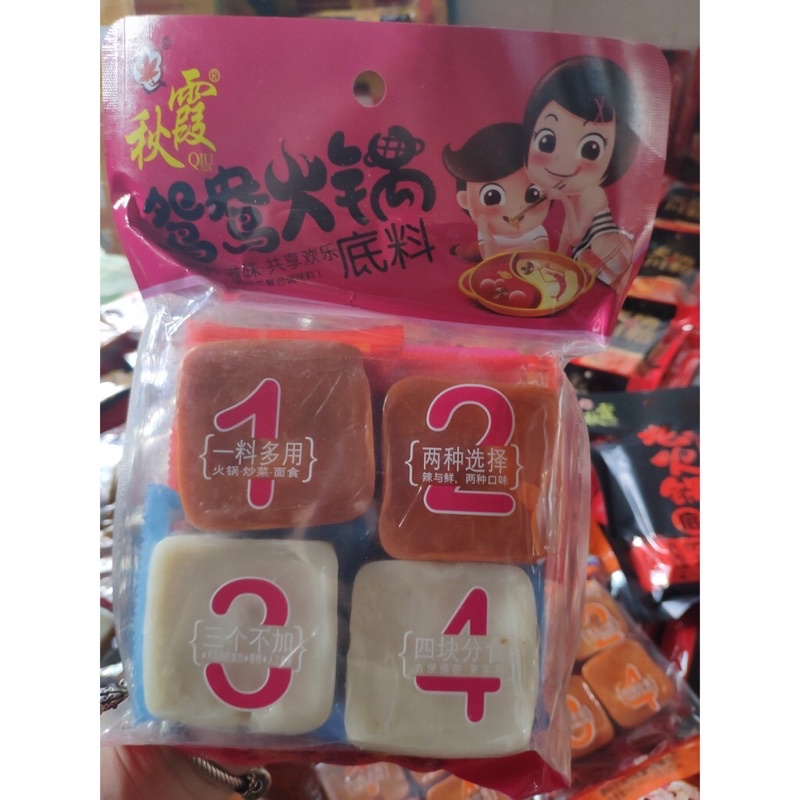 秋霞®
QIU
鸳鸯火锅
底料
味·共享欢乐
1
{一料多用}
火锅·炒菜·面食
2
{两种选择}
辣与鲜、两种口味
3
{三个不加}
4
{四块分食